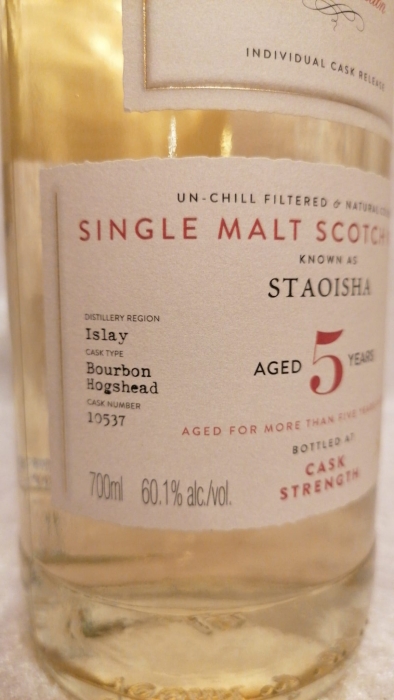 INDIVIDUAL CASK RELEASE
UN-CHILL FILTERED & NATURAL
SINGLE MALT SCOTCH
KNOWN AS
STAOISHA
DISTILLERY REGION
Islay
CASK TYPE
Bourbon
Hogshead
CASK NUMBER
10537
AGED 5 YEARS
AGED FOR MORE THAN FIVE
BOTTLED AT
CASK
STRENGTH
700ml 60.1% alc./vol.